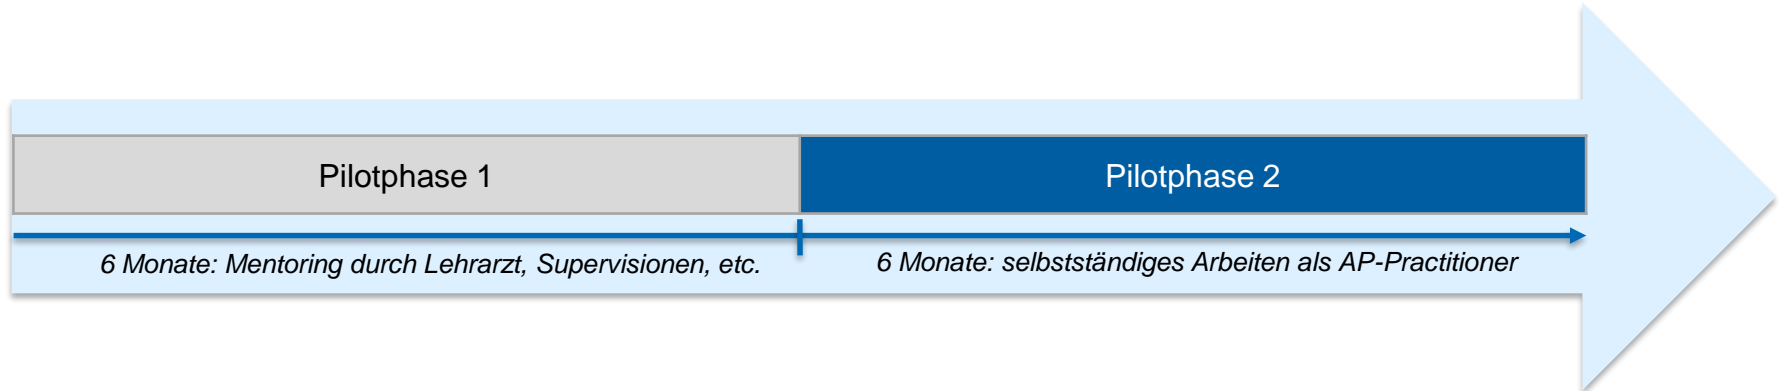 Pilotphase 1
Pilotphase 2
6 Monate: Mentoring durch Lehrarzt, Supervisionen, etc.
6 Monate: selbstständiges Arbeiten als AP-Practitioner